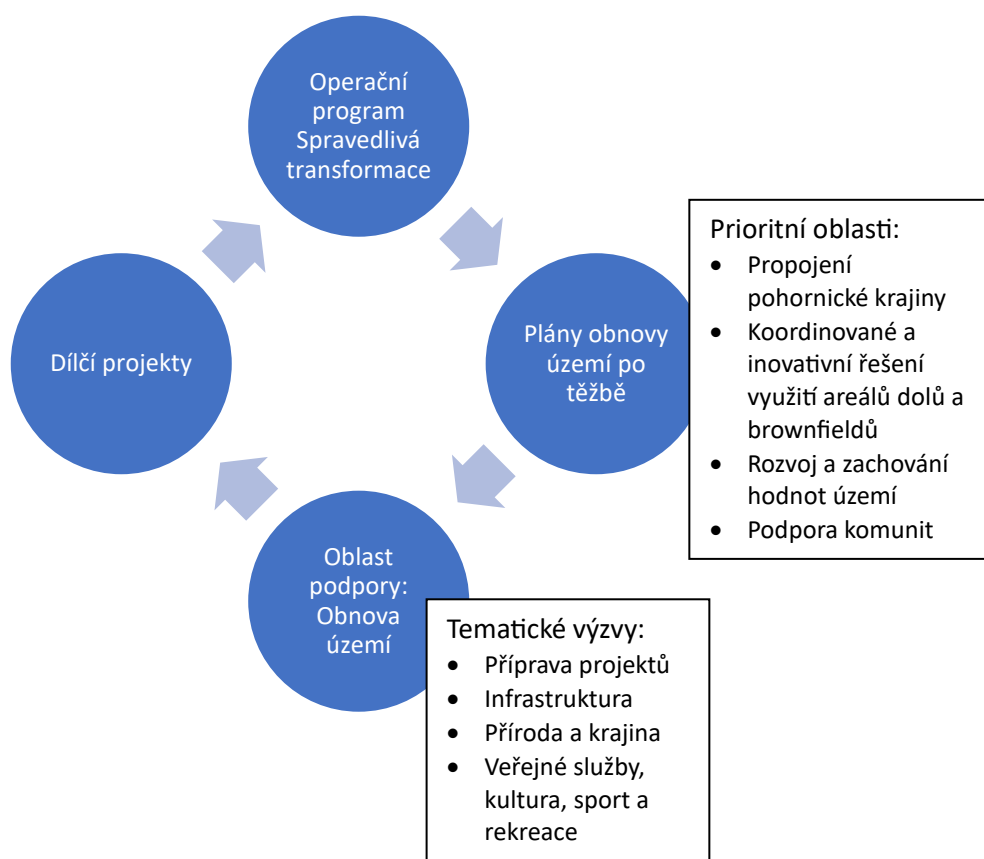 Operační
program
Spravedlivá
transformace
Plány obnovy
území po
těžbě
Prioritní oblasti:
• Propojení
pohornické krajiny
• Koordinované a
inovativní řešení
využití areálů dolů a
brownfieldů
• Rozvoj a zachování
hodnot území
• Podpora komunit
Oblast
podpory:
Obnova
území
Tematické výzvy:
• Příprava projektů
• Infrastruktura
• Příroda a krajina
• Veřejné služby,
kultura, sport a
rekreace
Dílčí projekty